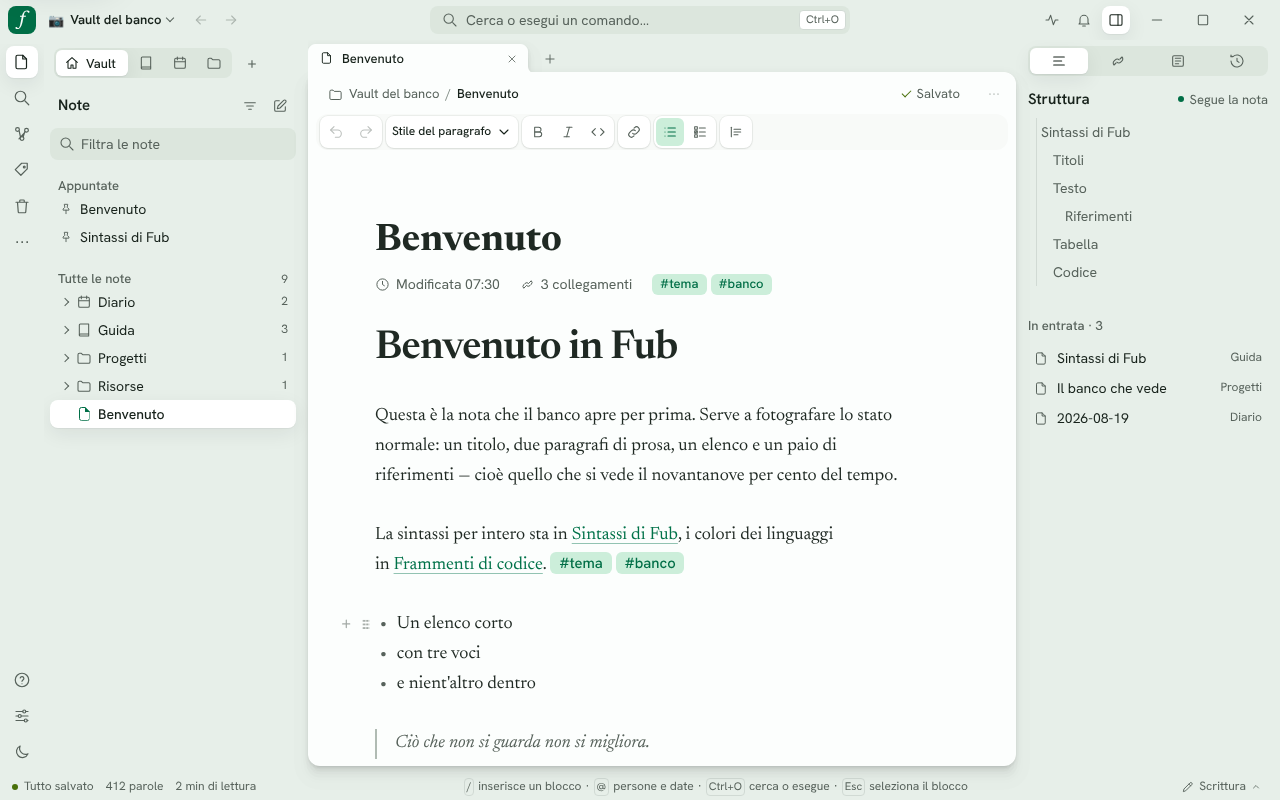 f
Vault del banco
Cerca o esegui un comando...
Ctrl+O
Vault
Note
Filtra le note
Appuntate
Benvenuto
Sintassi di Fub
Tutte le note 9
Diario 2
Guida 3
Progetti 1
Risorse 1
Benvenuto
Benvenuto
Vault del banco / Benvenuto
Salvato
Stile del paragrafo
B I
Benvenuto
Modificata 07:30 3 collegamenti #tema #banco
Benvenuto in Fub
Questa è la nota che il banco apre per prima. Serve a fotografare lo stato
normale: un titolo, due paragrafi di prosa, un elenco e un paio di
riferimenti — cioè quello che si vede il novantanove per cento del tempo.
La sintassi per intero sta in Sintassi di Fub, i colori dei linguaggi
in Frammenti di codice. #tema #banco
• Un elenco corto
• con tre voci
• e nient'altro dentro
Ciò che non si guarda non si migliora.
Struttura
Segue la nota
Sintassi di Fub
Titoli
Testo
Riferimenti
Tabella
Codice
In entrata · 3
Sintassi di Fub Guida
Il banco che vede Progetti
2026-08-19 Diario
Tutto salvato 412 parole 2 min di lettura
/ inserisce un blocco · @ persone e date · Ctrl+O cerca o esegue · Esc seleziona il blocco
Scrittura